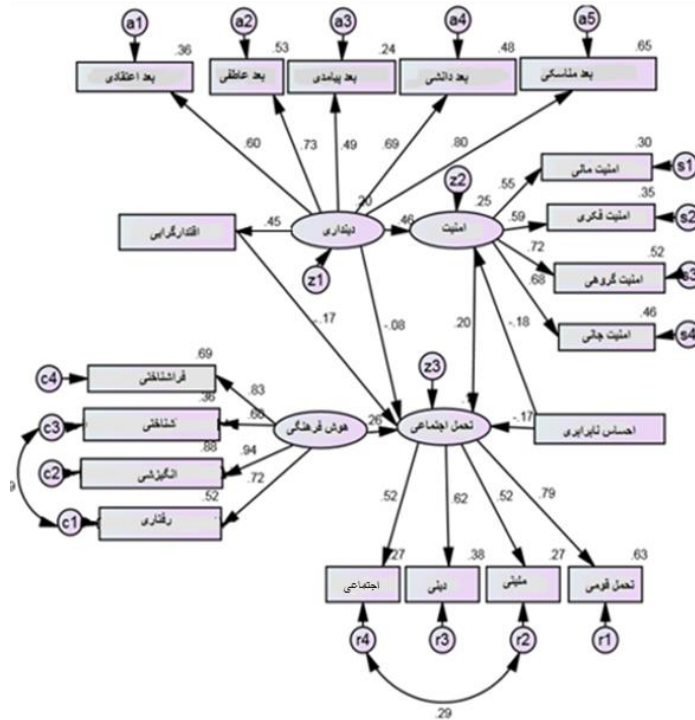 a1 a2 a3 a4 a5
.36 .53 .24 .48 .65
بعد اعتقادی بعد عاطفی بعد پیامدی بعد دانشی بعد مناسکی
.60 .73 .49 .69 .80
z2
.30
امنیت مالی s1
.55
.35
امنیت فکری s2
.59
.20 .25
اقتدارگرایی .45 دینداری .46 امنیت
.72 .52
امنیت گروهی s3
.68
z1
.46
امنیت جانی s4
-.17 -.08 .20 -.18
z3
.69
c4 فراشناختی .83
.36
c3 شناختی .68
هوش فرهنگی .26 تحمل اجتماعی -.17 احساس نابرابری
.88
c2 انگیزشی .94
.52
c1 رفتاری .72
.52 .62 .52 .79
.27 .38 .27 .63
اجتماعی دینی ملیتی تحمل قومی
r4 r3 r2 r1
.29